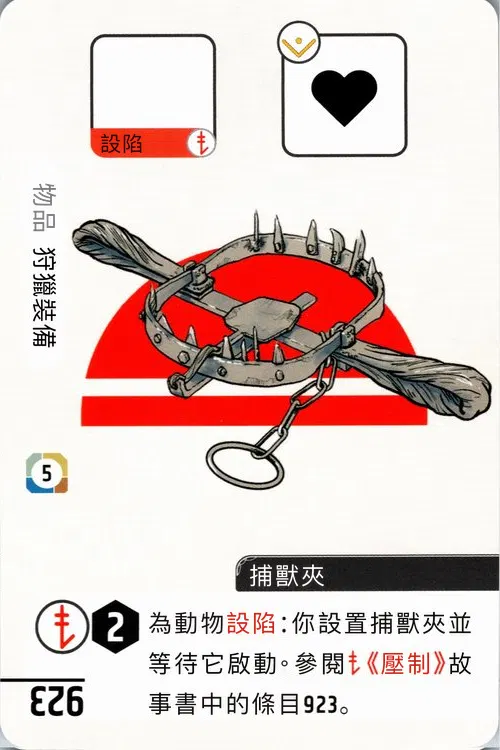 設陷
物品 狩獵裝備
5
捕獸夾
2
為動物設陷：你設置捕獸夾並
等待它啟動。參閱《壓制》故
事書中的條目923。
923